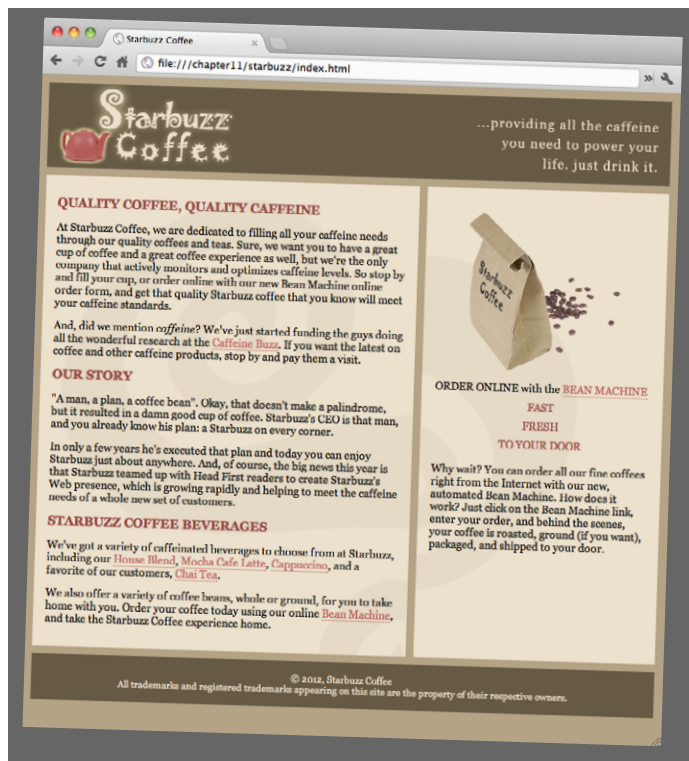 Starbuzz Coffee
file:///chapter11/starbuzz/index.html
Starbuzz
Coffee
...providing all the caffeine
you need to power your
life. just drink it.
QUALITY COFFEE, QUALITY CAFFEINE
At Starbuzz Coffee, we are dedicated to filling all your caffeine needs
through our quality coffees and teas. Sure, we want you to have a great
cup of coffee and a great coffee experience as well, but we're the only
company that actively monitors and optimizes caffeine levels. So stop by
and fill your cup, or order online with our new Bean Machine online
order form, and get that quality Starbuzz coffee that you know will meet
your caffeine standards.
And, did we mention caffeine? We've just started funding the guys doing
all the wonderful research at the Caffeine Buzz. If you want the latest on
coffee and other caffeine products, stop by and pay them a visit.
OUR STORY
"A man, a plan, a coffee bean". Okay, that doesn't make a palindrome,
but it resulted in a damn good cup of coffee. Starbuzz's CEO is that man,
and you already know his plan: a Starbuzz on every corner.
In only a few years he's executed that plan and today you can enjoy
Starbuzz just about anywhere. And, of course, the big news this year is
that Starbuzz teamed up with Head First readers to create Starbuzz's
Web presence, which is growing rapidly and helping to meet the caffeine
needs of a whole new set of customers.
STARBUZZ COFFEE BEVERAGES
We've got a variety of caffeinated beverages to choose from at Starbuzz,
including our House Blend, Mocha Cafe Latte, Cappuccino, and a
favorite of our customers, Chai Tea.
We also offer a variety of coffee beans, whole or ground, for you to take
home with you. Order your coffee today using our online Bean Machine,
and take the Starbuzz Coffee experience home.
Starbuzz
Coffee
ORDER ONLINE with the BEAN MACHINE
FAST
FRESH
TO YOUR DOOR
Why wait? You can order all our fine coffees
right from the Internet with our new,
automated Bean Machine. How does it
work? Just click on the Bean Machine link,
enter your order, and behind the scenes,
your coffee is roasted, ground (if you want),
packaged, and shipped to your door.
© 2012, Starbuzz Coffee
All trademarks and registered trademarks appearing on this site are the property of their respective owners.